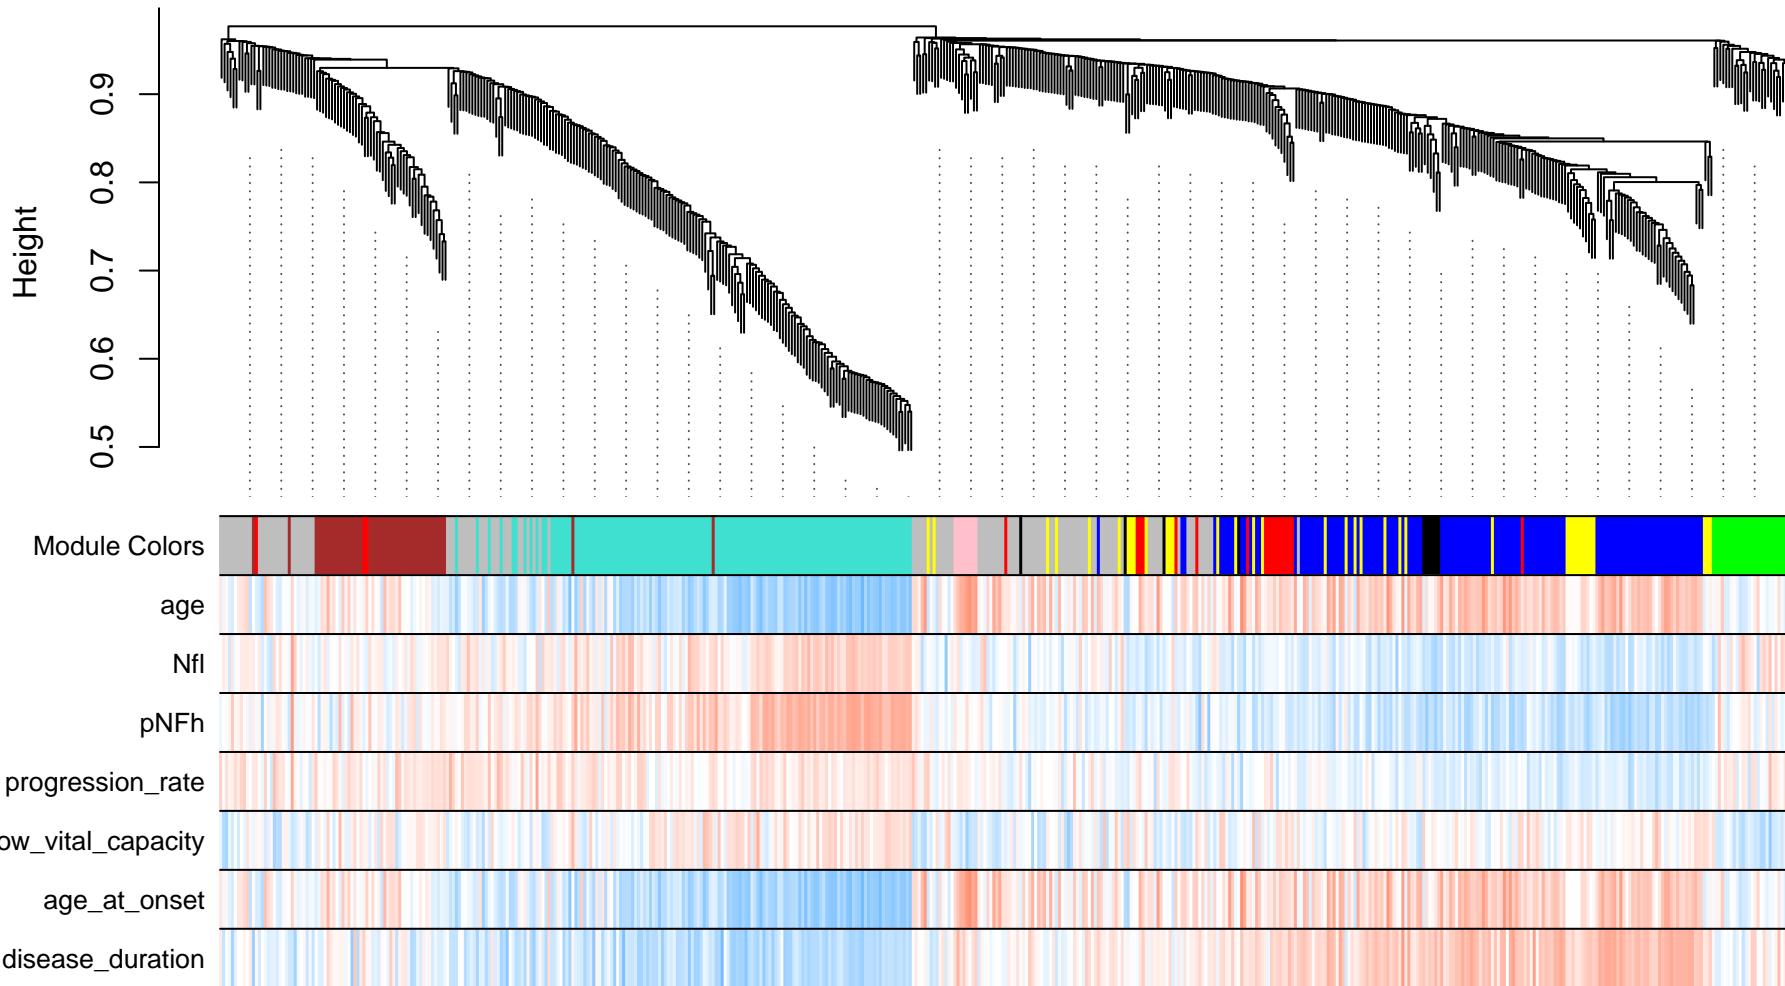 Height
0.9
0.8
0.7
0.6
0.5
Module Colors
age
Nfl
pNFh
progression_rate
ow_vital_capacity
age_at_onset
disease_duration